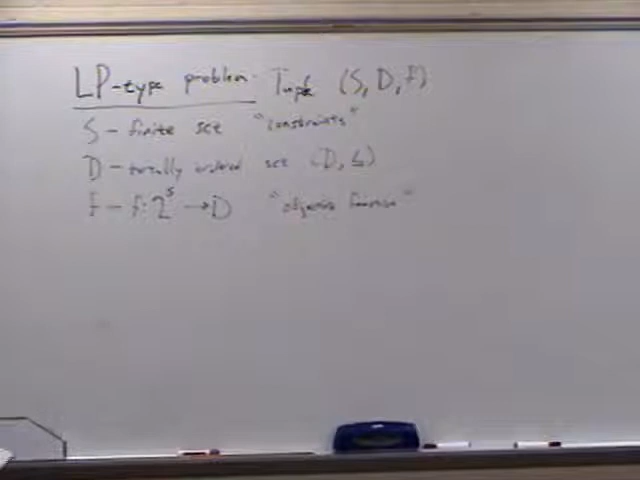 LP-type problem. Tuple (S, D, f)
S - finite set "constraints"
D - totally ordered set (D, ≤)
f - f: 2^S → D "objective function"